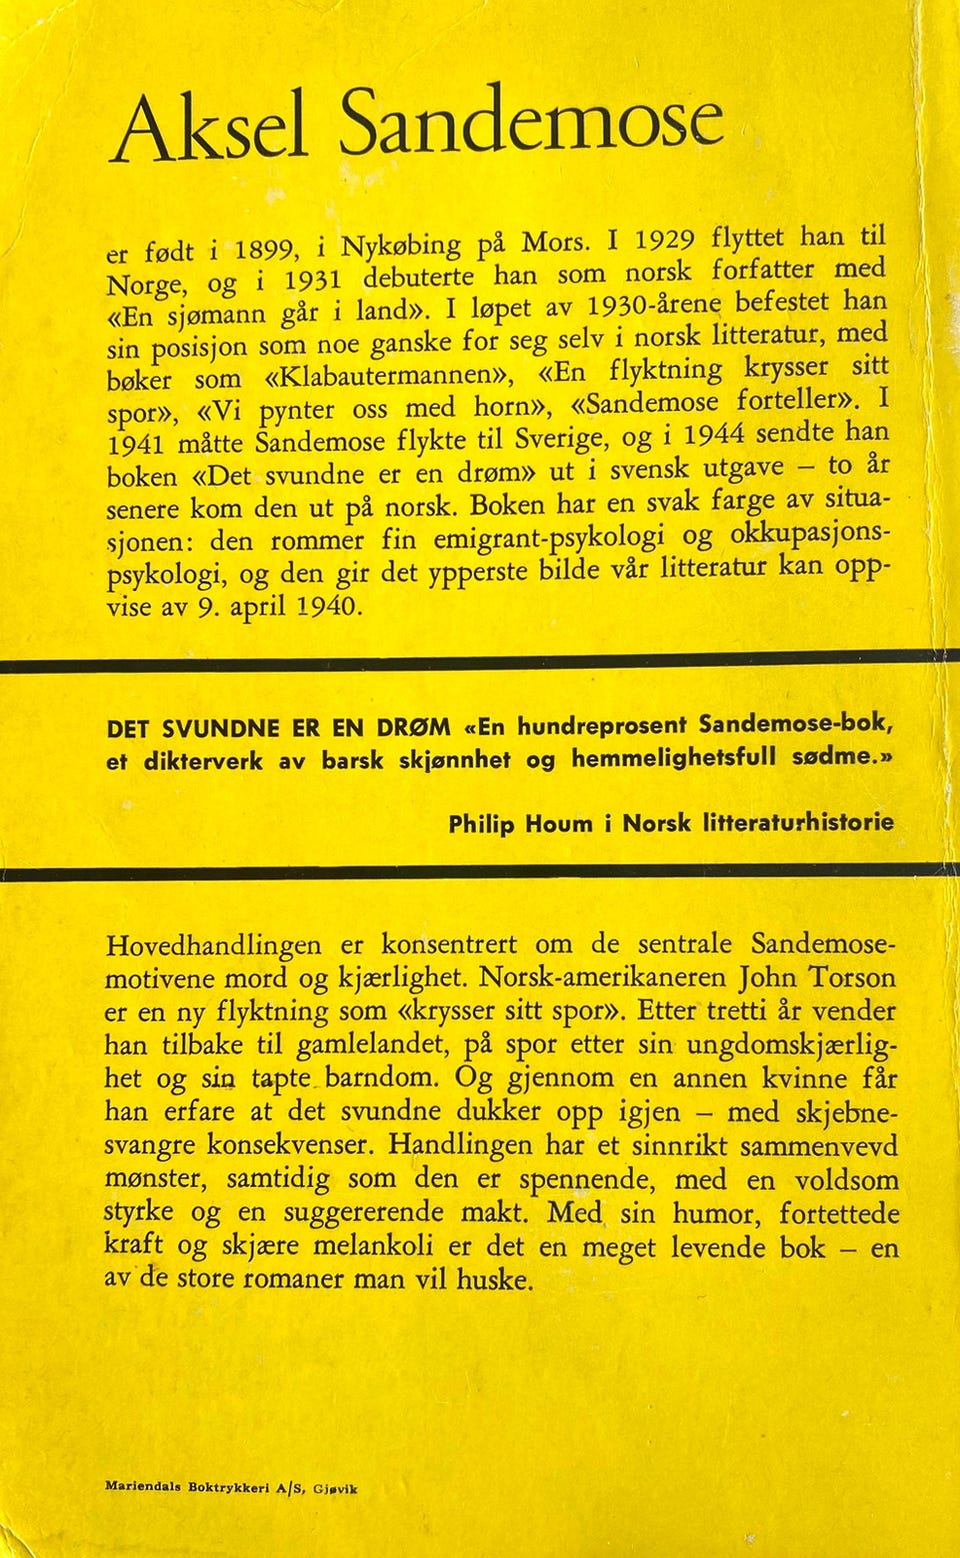 Aksel Sandemose
er født i 1899, i Nykøbing på Mors. I 1929 flyttet han til
Norge, og i 1931 debuterte han som norsk forfatter med
«En sjømann går i land». I løpet av 1930-årene befestet han
sin posisjon som noe ganske for seg selv i norsk litteratur, med
bøker som «Klabautermannen», «En flyktning krysser sitt
spor», «Vi pynter oss med horn», «Sandemose forteller». I
1941 måtte Sandemose flykte til Sverige, og i 1944 sendte han
boken «Det svundne er en drøm» ut i svensk utgave – to år
senere kom den ut på norsk. Boken har en svak farge av situa-
sjonen: den rommer fin emigrant-psykologi og okkupasjons-
psykologi, og den gir det ypperste bilde vår litteratur kan opp-
vise av 9. april 1940.
DET SVUNDNE ER EN DRØM «En hundreprosent Sandemose-bok,
et dikterverk av barsk skjønnhet og hemmelighetsfull sødme.»
Philip Houm i Norsk litteraturhistorie
Hovedhandlingen er konsentrert om de sentrale Sandemose-
motivene mord og kjærlighet. Norsk-amerikaneren John Torson
er en ny flyktning som «krysser sitt spor». Etter tretti år vender
han tilbake til gamlelandet, på spor etter sin ungdomskjærlig-
het og sin tapte barndom. Og gjennom en annen kvinne får
han erfare at det svundne dukker opp igjen – med skjebne-
svangre konsekvenser. Handlingen har et sinnrikt sammenvevd
mønster, samtidig som den er spennende, med en voldsom
styrke og en suggererende makt. Med sin humor, fortettede
kraft og skjære melankoli er det en meget levende bok – en
av de store romaner man vil huske.
Mariendals Boktrykkeri A/S, Gjøvik